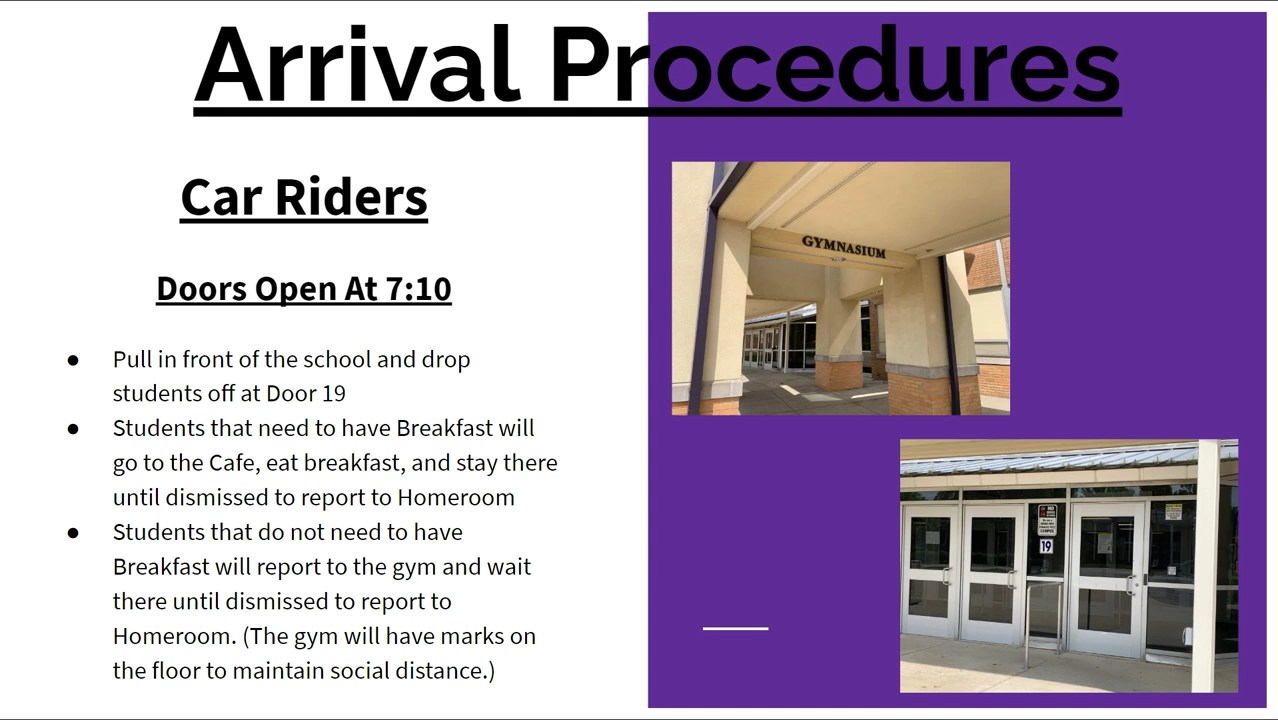 Arrival Procedures
Car Riders
Doors Open At 7:10
● Pull in front of the school and drop
students off at Door 19
● Students that need to have Breakfast will
go to the Cafe, eat breakfast, and stay there
until dismissed to report to Homeroom
● Students that do not need to have
Breakfast will report to the gym and wait
there until dismissed to report to
Homeroom. (The gym will have marks on
the floor to maintain social distance.)
GYMNASIUM
NO
CAMPUS
19